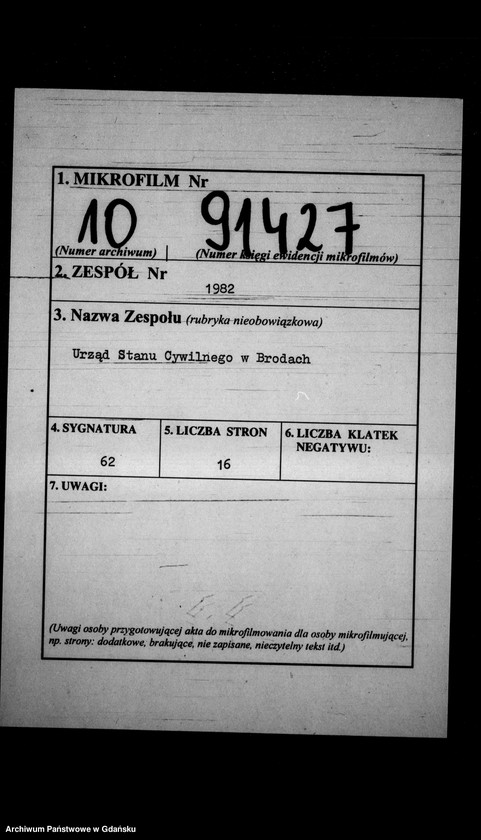 1. MIKROFILM Nr
10 91427
(Numer archiwum) (Numer księgi ewidencji mikrofilmów)
2. ZESPÓŁ Nr
1982
3. Nazwa Zespołu (rubryka nieobowiązkowa)
Urząd Stanu Cywilnego w Brodach
4. SYGNATURA 5. LICZBA STRON 6. LICZBA KLATEK
NEGATYWU:
62 16
7. UWAGI:
(Uwagi osoby przygotowującej akta do mikrofilmowania dla osoby mikrofilmującej,
np. strony: dodatkowe, brakujące, nie zapisane, nieczytelny tekst itd.)
Archiwum Państwowe w Gdańsku